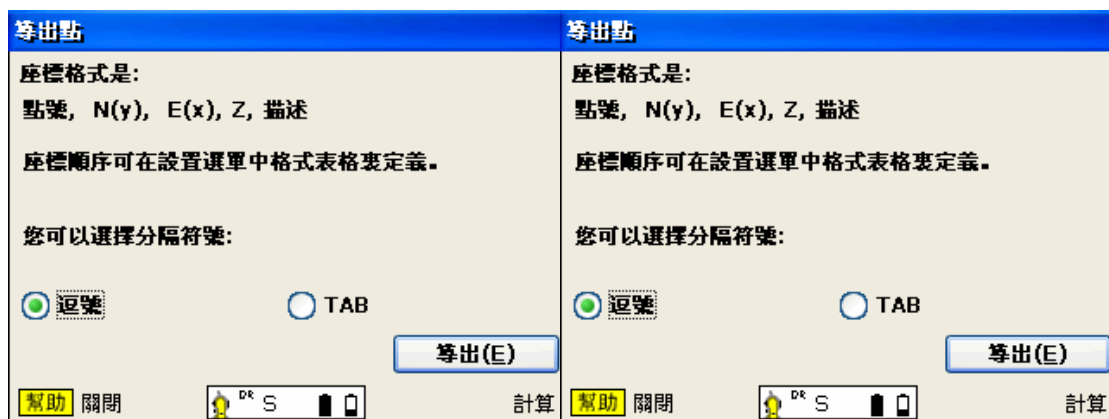 導出點
座標格式是:
點號, N(y), E(x), Z, 描述
座標順序可在設置選單中格式表格裏定義。
您可以選擇分隔符號:
逗號 TAB
導出(E)
幫助 關閉 DR S 計算
導出點
座標格式是:
點號, N(y), E(x), Z, 描述
座標順序可在設置選單中格式表格裏定義。
您可以選擇分隔符號:
逗號 TAB
導出(E)
幫助 關閉 DR S 計算